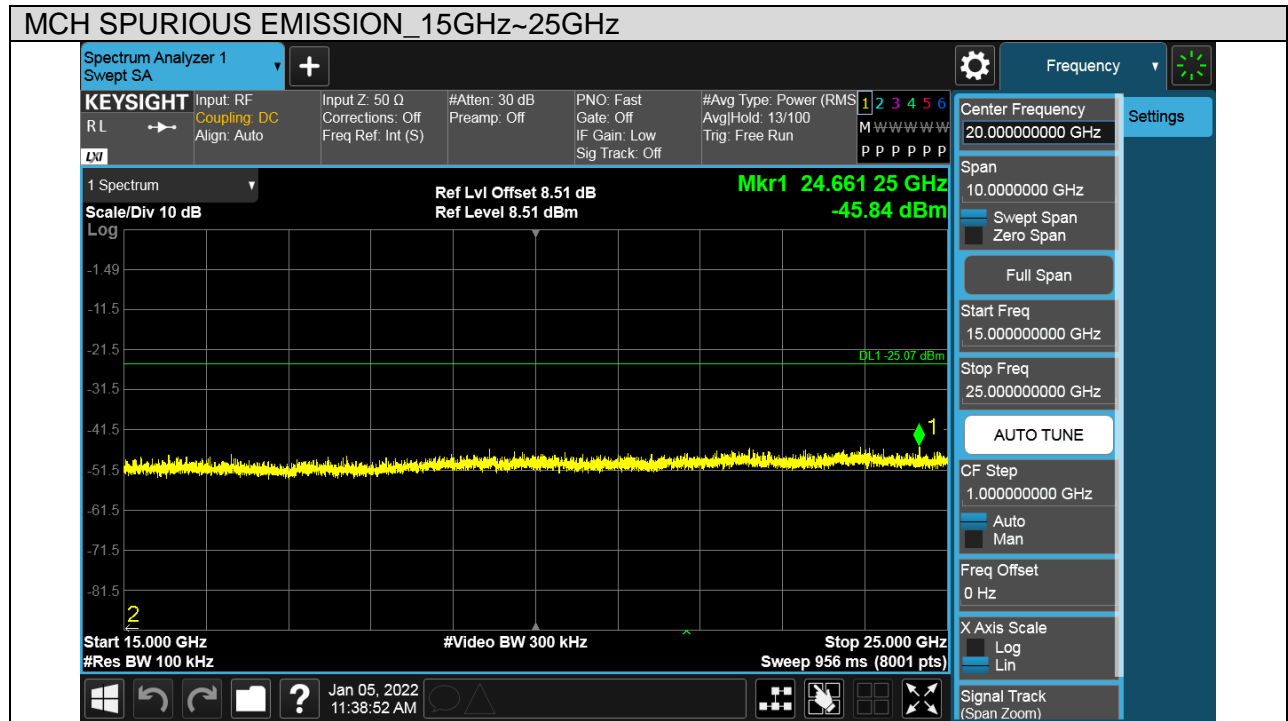 MCH SPURIOUS EMISSION_15GHz~25GHz
Spectrum Analyzer 1
Swept SA
Frequency
KEYSIGHT
RL
LXI
Input: RF
Coupling: DC
Align: Auto
Input Z: 50 Ω
Corrections: Off
Freq Ref: Int (S)
#Atten: 30 dB
Preamp: Off
PNO: Fast
Gate: Off
IF Gain: Low
Sig Track: Off
#Avg Type: Power (RMS
Avg|Hold: 13/100
Trig: Free Run
1 2 3 4 5 6
M W W W W W
P P P P P P
1 Spectrum
Scale/Div 10 dB
Ref Lvl Offset 8.51 dB
Ref Level 8.51 dBm
Mkr1 24.661 25 GHz
-45.84 dBm
Log
-1.49
-11.5
-21.5
DL1 -25.07 dBm
-31.5
-41.5
1
-51.5
-61.5
-71.5
-81.5
2
Start 15.000 GHz
#Video BW 300 kHz
Stop 25.000 GHz
#Res BW 100 kHz
Sweep 956 ms (8001 pts)
Jan 05, 2022
11:38:52 AM
Center Frequency
20.000000000 GHz
Settings
Span
10.0000000 GHz
Swept Span
Zero Span
Full Span
Start Freq
15.000000000 GHz
Stop Freq
25.000000000 GHz
AUTO TUNE
CF Step
1.000000000 GHz
Auto
Man
Freq Offset
0 Hz
X Axis Scale
Log
Lin
Signal Track
(Span Zoom)